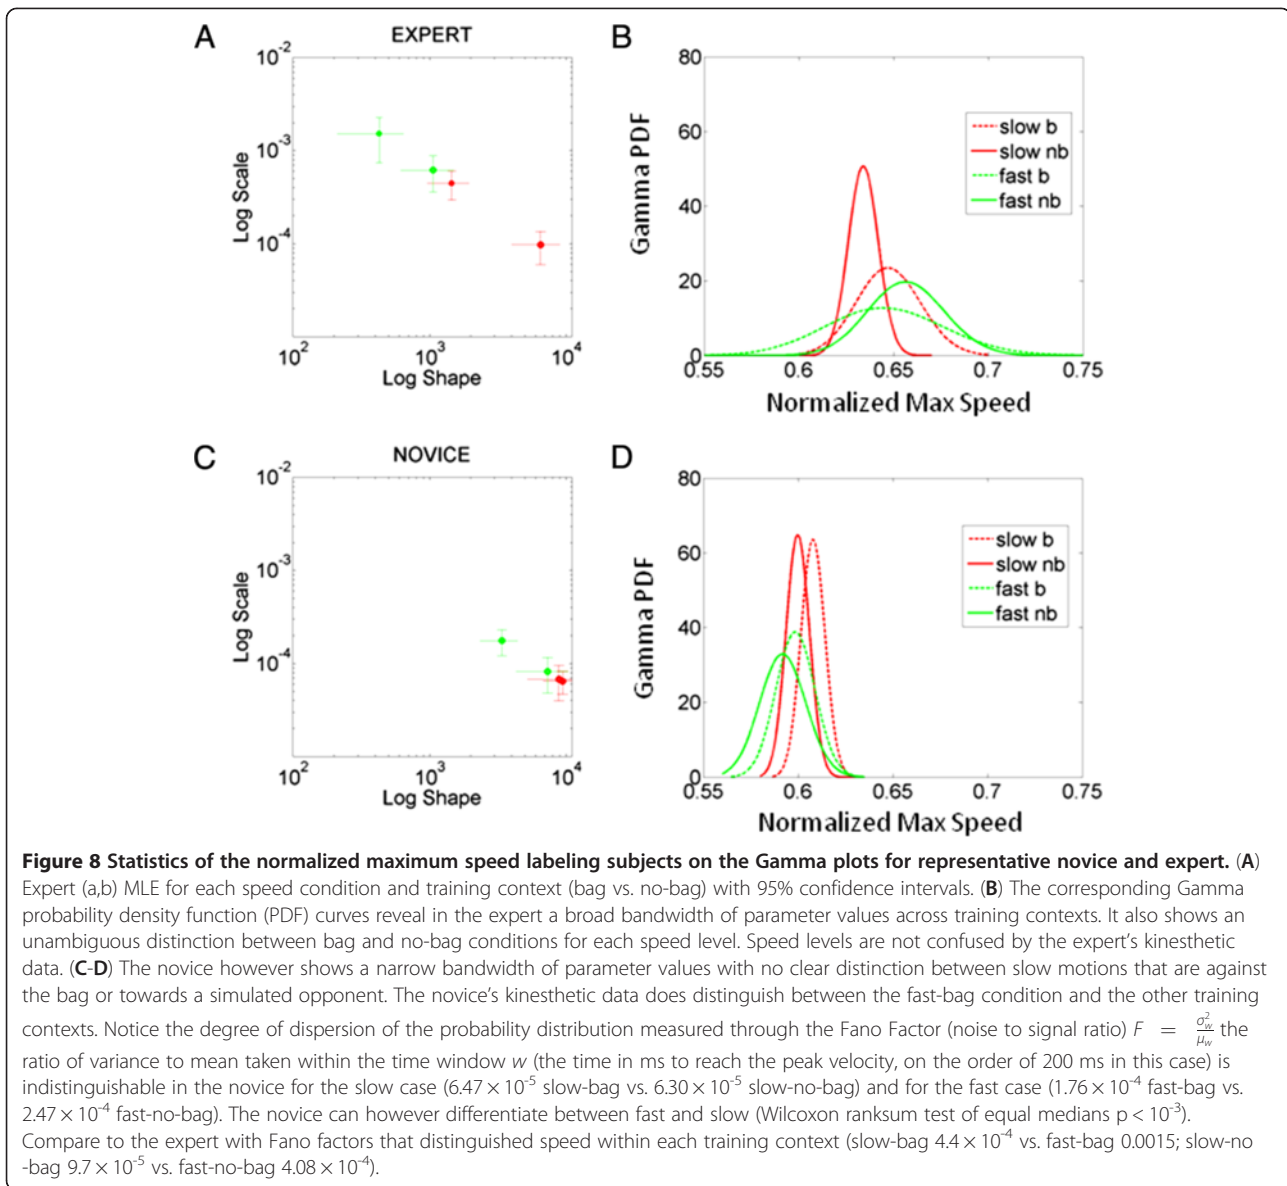 A
EXPERT
10⁻²
10⁻³
10⁻⁴
Log Scale
10²
10³
10⁴
Log Shape
B
80
60
40
20
0
Gamma PDF
slow b
slow nb
fast b
fast nb
0.55
0.6
0.65
0.7
0.75
Normalized Max Speed
C
NOVICE
10⁻²
10⁻³
10⁻⁴
Log Scale
10²
10³
10⁴
Log Shape
D
80
60
40
20
0
Gamma PDF
slow b
slow nb
fast b
fast nb
0.55
0.6
0.65
0.7
0.75
Normalized Max Speed
Figure 8 Statistics of the normalized maximum speed labeling subjects on the Gamma plots for representative novice and expert. (A)
Expert (a,b) MLE for each speed condition and training context (bag vs. no-bag) with 95% confidence intervals. (B) The corresponding Gamma
probability density function (PDF) curves reveal in the expert a broad bandwidth of parameter values across training contexts. It also shows an
unambiguous distinction between bag and no-bag conditions for each speed level. Speed levels are not confused by the expert's kinesthetic
data. (C-D) The novice however shows a narrow bandwidth of parameter values with no clear distinction between slow motions that are against
the bag or towards a simulated opponent. The novice's kinesthetic data does distinguish between the fast-bag condition and the other training
contexts. Notice the degree of dispersion of the probability distribution measured through the Fano Factor (noise to signal ratio) F = σ²w/μw the
ratio of variance to mean taken within the time window w (the time in ms to reach the peak velocity, on the order of 200 ms in this case) is
indistinguishable in the novice for the slow case (6.47 × 10⁻⁵ slow-bag vs. 6.30 × 10⁻⁵ slow-no-bag) and for the fast case (1.76 × 10⁻⁴ fast-bag vs.
2.47 × 10⁻⁴ fast-no-bag). The novice can however differentiate between fast and slow (Wilcoxon ranksum test of equal medians p < 10⁻³).
Compare to the expert with Fano factors that distinguished speed within each training context (slow-bag 4.4 × 10⁻⁴ vs. fast-bag 0.0015; slow-no
-bag 9.7 × 10⁻⁵ vs. fast-no-bag 4.08 × 10⁻⁴).